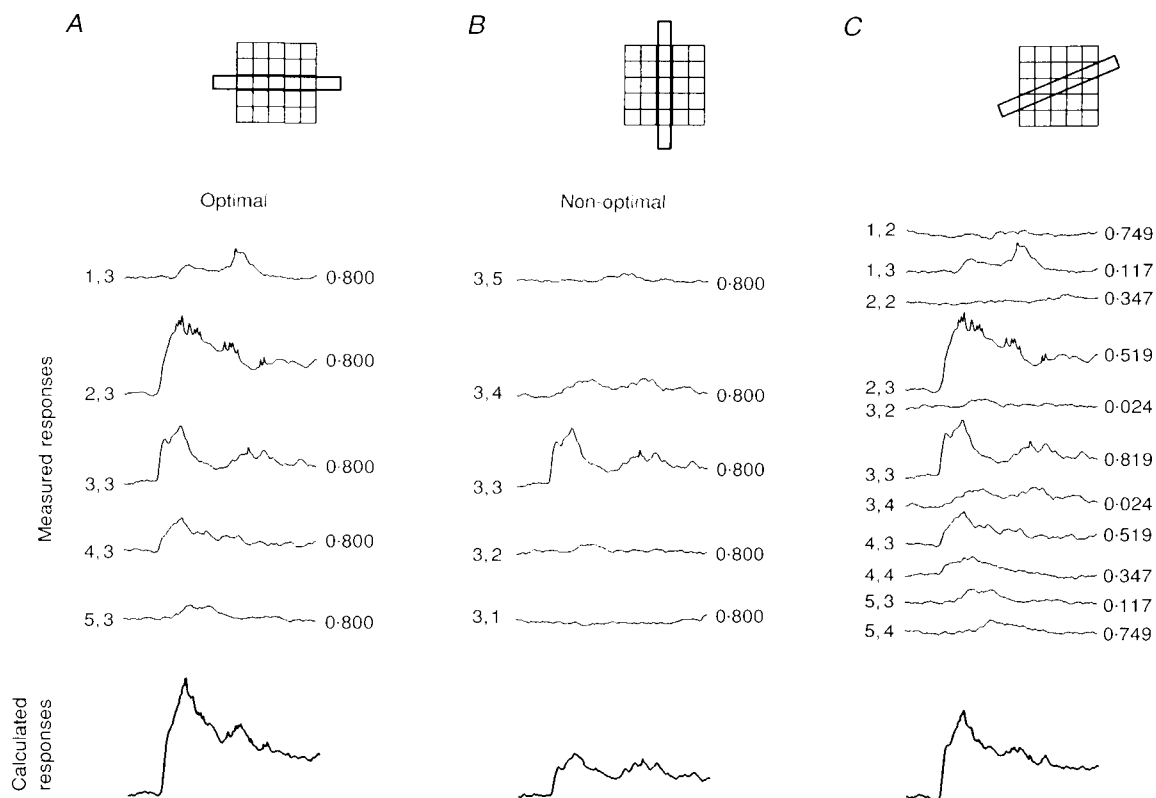 A
B
C
Optimal
Non-optimal
Measured responses
1,3 0·800
2,3 0·800
3,3 0·800
4,3 0·800
5,3 0·800
3,5 0·800
3,4 0·800
3,3 0·800
3,2 0·800
3,1 0·800
1,2 0·749
1,3 0·117
2,2 0·347
2,3 0·519
3,2 0·024
3,3 0·819
3,4 0·024
4,3 0·519
4,4 0·347
5,3 0·117
5,4 0·749
Calculated
responses